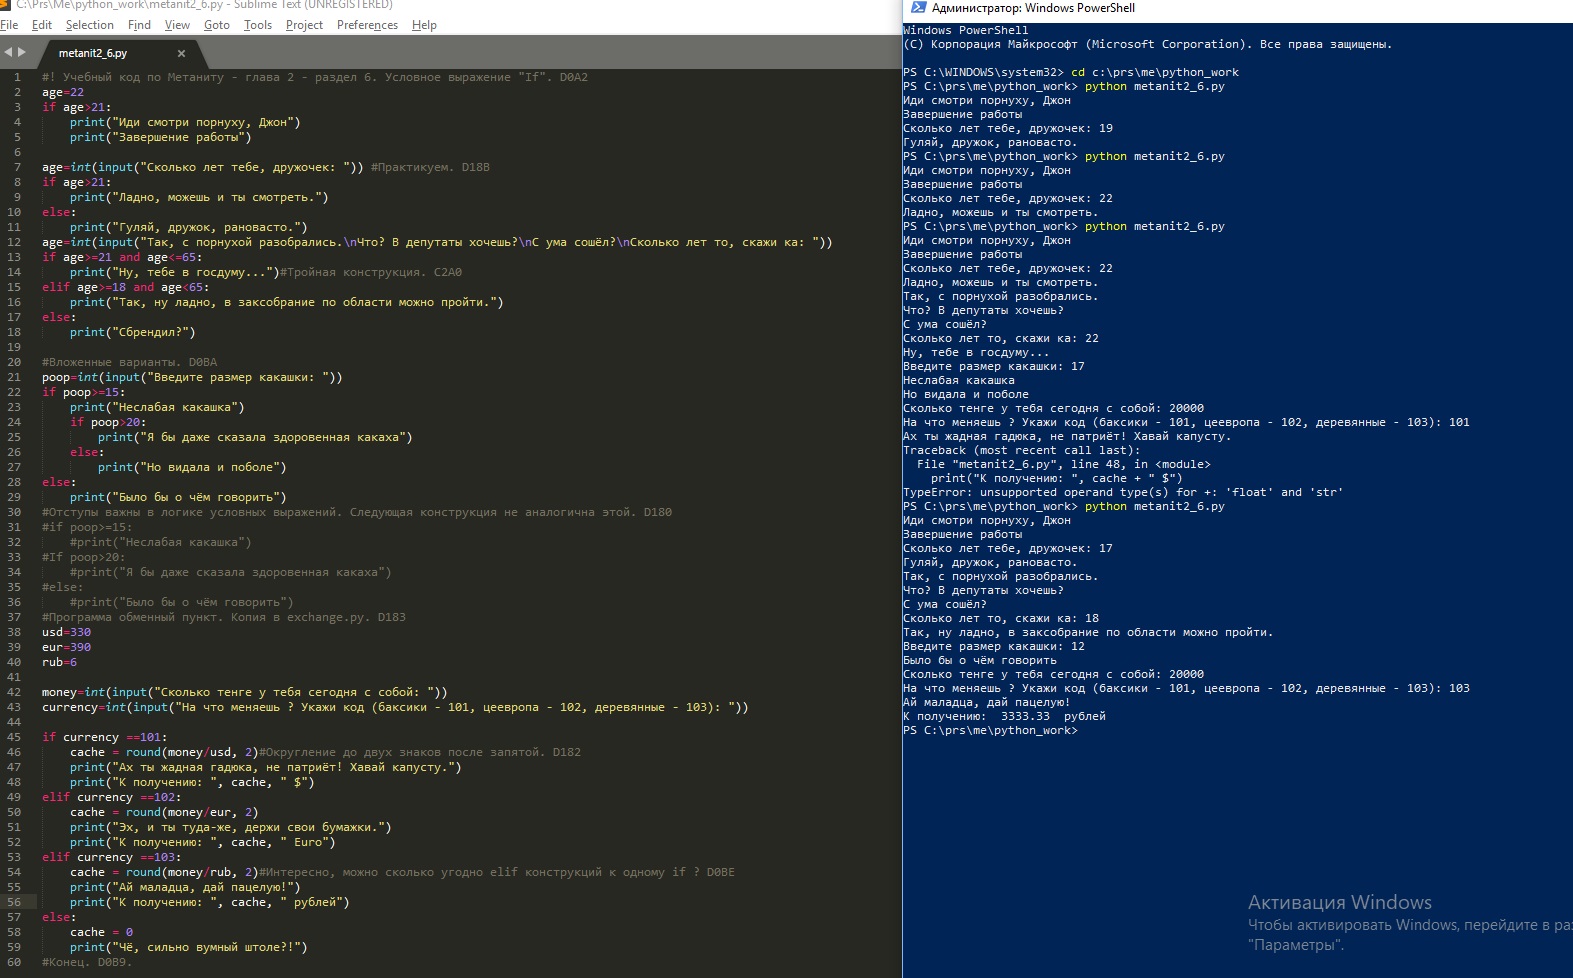 C:\Prs\Me\python_work\metanit2_6.py - Sublime Text (UNREGISTERED)
File Edit Selection Find View Goto Tools Project Preferences Help
metanit2_6.py ×
1 #! Учебный код по Метаниту - глава 2 - раздел 6. Условное выражение "If". D0A2
2 age=22
3 if age>21:
4 print("Иди смотри порнуху, Джон")
5 print("Завершение работы")
6
7 age=int(input("Сколько лет тебе, дружочек: ")) #Практикуем. D18B
8 if age>21:
9 print("Ладно, можешь и ты смотреть.")
10 else:
11 print("Гуляй, дружок, рановасто.")
12 age=int(input("Так, с порнухой разобрались.\nЧто? В депутаты хочешь?\nС ума сошёл?\nСколько лет то, скажи ка: "))
13 if age>=21 and age<=65:
14 print("Ну, тебе в госдуму...")#Тройная конструкция. C2A0
15 elif age>=18 and age<65:
16 print("Так, ну ладно, в заксобрание по области можно пройти.")
17 else:
18 print("Сбрендил?")
19
20 #Вложенные варианты. D0BA
21 poop=int(input("Введите размер какашки: "))
22 if poop>=15:
23 print("Неслабая какашка")
24 if poop>20:
25 print("Я бы даже сказала здоровенная какаха")
26 else:
27 print("Но видала и поболе")
28 else:
29 print("Было бы о чём говорить")
30 #Отступы важны в логике условных выражений. Следующая конструкция не аналогична этой. D180
31 #if poop>=15:
32 #print("Неслабая какашка")
33 #If poop>20:
34 #print("Я бы даже сказала здоровенная какаха")
35 #else:
36 #print("Было бы о чём говорить")
37 #Программа обменный пункт. Копия в exchange.py. D183
38 usd=330
39 eur=390
40 rub=6
41
42 money=int(input("Сколько тенге у тебя сегодня с собой: "))
43 currency=int(input("На что меняешь ? Укажи код (баксики - 101, цеевропа - 102, деревянные - 103): "))
44
45 if currency ==101:
46 cache = round(money/usd, 2)#Округление до двух знаков после запятой. D182
47 print("Ах ты жадная гадюка, не патриёт! Хавай капусту.")
48 print("К получению: ", cache, " $")
49 elif currency ==102:
50 cache = round(money/eur, 2)
51 print("Эх, и ты туда-же, держи свои бумажки.")
52 print("К получению: ", cache, " Euro")
53 elif currency ==103:
54 cache = round(money/rub, 2)#Интересно, можно сколько угодно elif конструкций к одному if ? D0BE
55 print("Ай маладца, дай пацелую!")
56 print("К получению: ", cache, " рублей")
57 else:
58 cache = 0
59 print("Чё, сильно вумный штоле?!")
60 #Конец. D0B9.
Администратор: Windows PowerShell
Windows PowerShell
(C) Корпорация Майкрософт (Microsoft Corporation). Все права защищены.
PS C:\WINDOWS\system32> cd c:\prs\me\python_work
PS C:\prs\me\python_work> python metanit2_6.py
Иди смотри порнуху, Джон
Завершение работы
Сколько лет тебе, дружочек: 19
Гуляй, дружок, рановасто.
PS C:\prs\me\python_work> python metanit2_6.py
Иди смотри порнуху, Джон
Завершение работы
Сколько лет тебе, дружочек: 22
Ладно, можешь и ты смотреть.
PS C:\prs\me\python_work> python metanit2_6.py
Иди смотри порнуху, Джон
Завершение работы
Сколько лет тебе, дружочек: 22
Ладно, можешь и ты смотреть.
Так, с порнухой разобрались.
Что? В депутаты хочешь?
С ума сошёл?
Сколько лет то, скажи ка: 22
Ну, тебе в госдуму...
Введите размер какашки: 17
Неслабая какашка
Но видала и поболе
Сколько тенге у тебя сегодня с собой: 20000
На что меняешь ? Укажи код (баксики - 101, цеевропа - 102, деревянные - 103): 101
Ах ты жадная гадюка, не патриёт! Хавай капусту.
Traceback (most recent call last):
File "metanit2_6.py", line 48, in <module>
print("К получению: ", cache + " $")
TypeError: unsupported operand type(s) for +: 'float' and 'str'
PS C:\prs\me\python_work> python metanit2_6.py
Иди смотри порнуху, Джон
Завершение работы
Сколько лет тебе, дружочек: 17
Гуляй, дружок, рановасто.
Так, с порнухой разобрались.
Что? В депутаты хочешь?
С ума сошёл?
Сколько лет то, скажи ка: 18
Так, ну ладно, в заксобрание по области можно пройти.
Введите размер какашки: 12
Было бы о чём говорить
Сколько тенге у тебя сегодня с собой: 20000
На что меняешь ? Укажи код (баксики - 101, цеевропа - 102, деревянные - 103): 103
Ай маладца, дай пацелую!
К получению:  3333.33  рублей
PS C:\prs\me\python_work>
Активация Windows
Чтобы активировать Windows, перейдите в ра
"Параметры".